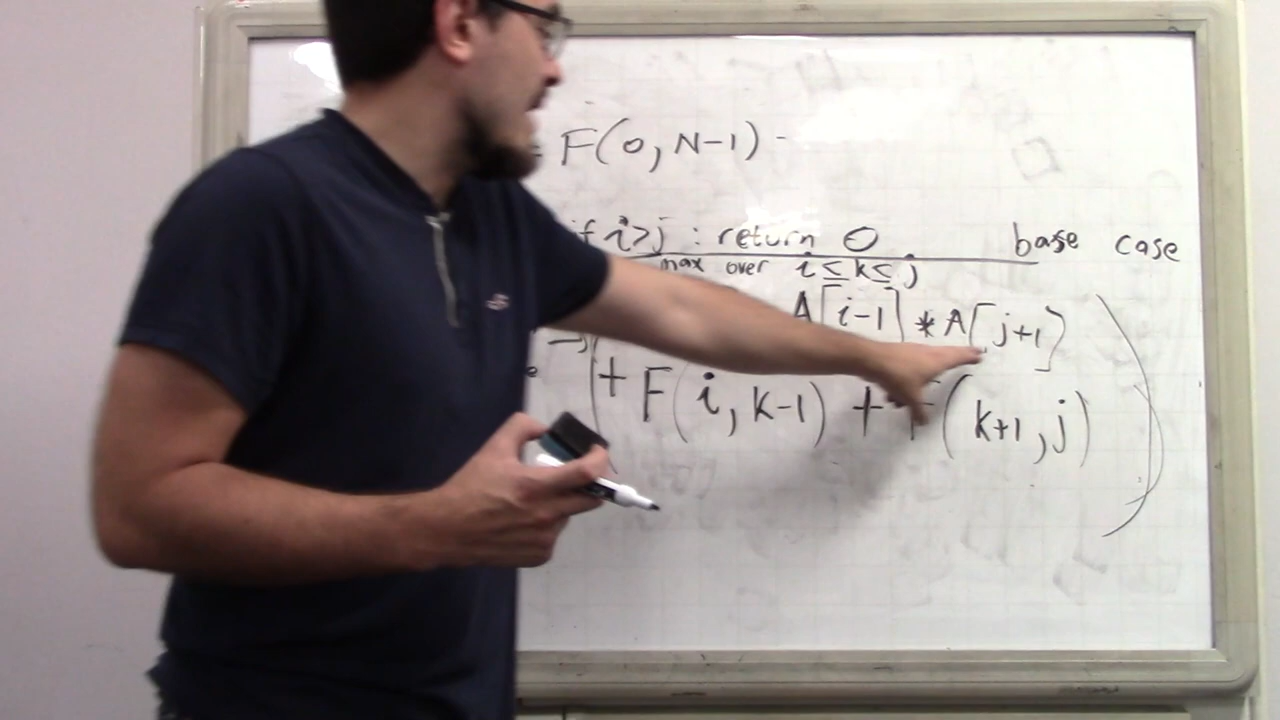 = F(0, N-1)
if i>j : return 0 base case
max over i ≤ k ≤ j
A[i-1] * A[j+1]
+ F(i, k-1) + F(k+1, j)